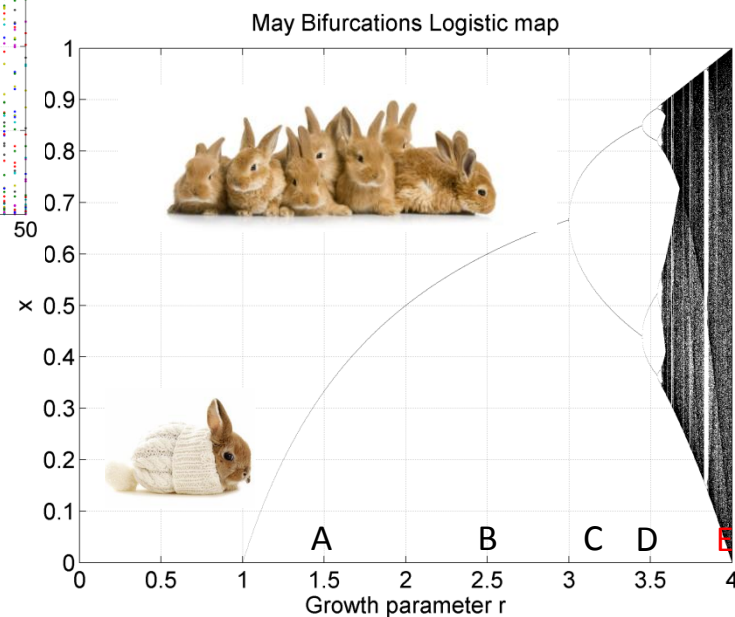 May Bifurcations Logistic map
1
0.9
0.8
0.7
50
0.6
x
0.5
0.4
0.3
0.2
0.1
A B C D E
0
0 0.5 1 1.5 2 2.5 3 3.5 4
Growth parameter r